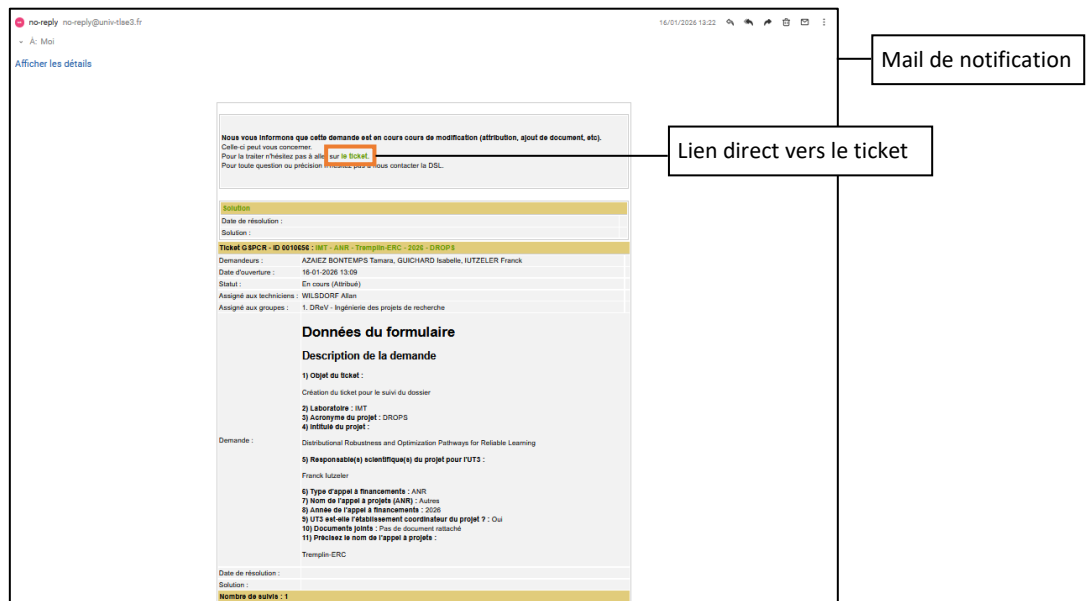 no-reply no-reply@univ-tlse3.fr 16/01/2026 13:22
À: Moi
Afficher les détails
Mail de notification
Nous vous informons que cette demande est en cours cours de modification (attribution, ajout de document, etc).
Celle-ci peut vous concerner.
Pour la traiter n'hésitez pas à aller sur le ticket.
Pour toute question ou précision n'hésitez pas à nous contacter la DSL.
Lien direct vers le ticket
Solution
Date de résolution :
Solution :
Ticket GSPCR - ID 0010656 : IMT - ANR - Tremplin-ERC - 2026 - DROPS
Demandeurs : AZAIEZ BONTEMPS Tamara, GUICHARD Isabelle, IUTZELER Franck
Date d'ouverture : 16-01-2026 13:09
Statut : En cours (Attribué)
Assigné aux techniciens : WILSDORF Allan
Assigné aux groupes : 1. DReV - Ingénierie des projets de recherche
Données du formulaire
Description de la demande
1) Objet du ticket :
Création du ticket pour le suivi du dossier
2) Laboratoire : IMT
3) Acronyme du projet : DROPS
4) Intitulé du projet :
Demande :
Distributional Robustness and Optimization Pathways for Reliable Learning
5) Responsable(s) scientifique(s) du projet pour l'UT3 :
Franck Iutzeler
6) Type d'appel à financements : ANR
7) Nom de l'appel à projets (ANR) : Autres
8) Année de l'appel à financements : 2026
9) UT3 est-elle l'établissement coordinateur du projet ? : Oui
10) Documents joints : Pas de document rattaché
11) Précisez le nom de l'appel à projets :
Tremplin-ERC
Date de résolution :
Solution :
Nombre de suivis : 1